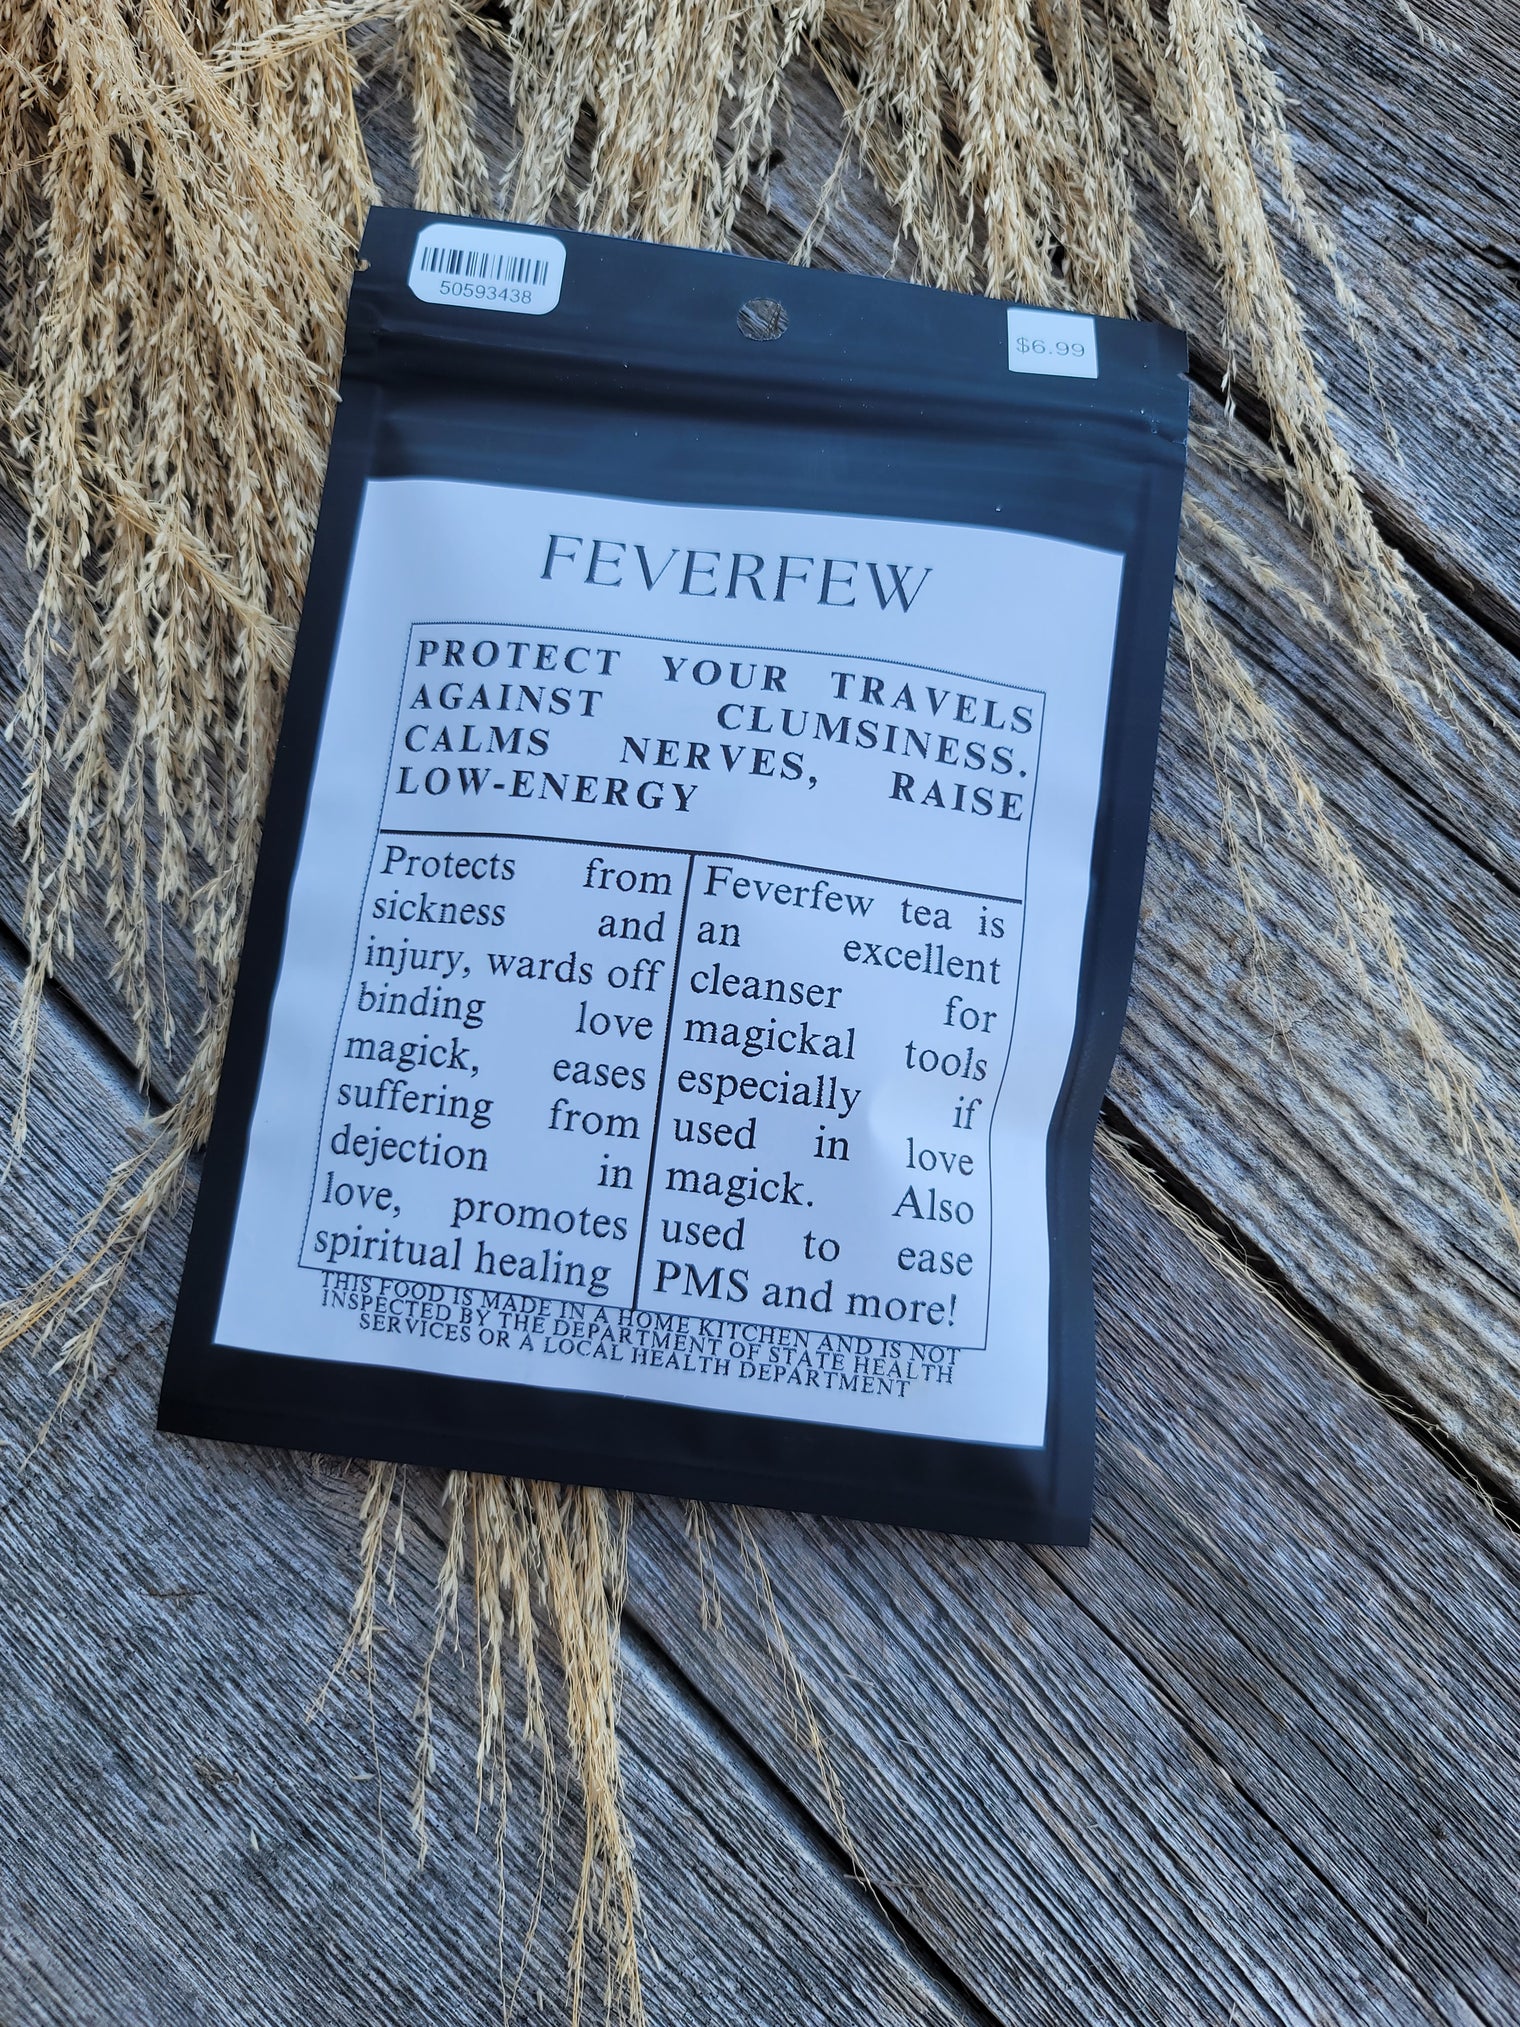 50593438
$6.99
FEVERFEW
PROTECT YOUR TRAVELS
AGAINST CLUMSINESS.
CALMS NERVES, RAISE
LOW-ENERGY
Protects from
sickness and
injury, wards off
binding love
magick, eases
suffering from
dejection in
love, promotes
spiritual healing
Feverfew tea is
an excellent
cleanser for
magickal tools
especially if
used in love
magick. Also
used to ease
PMS and more!
THIS FOOD IS MADE IN A HOME KITCHEN AND IS NOT
INSPECTED BY THE DEPARTMENT OF STATE HEALTH
SERVICES OR A LOCAL HEALTH DEPARTMENT